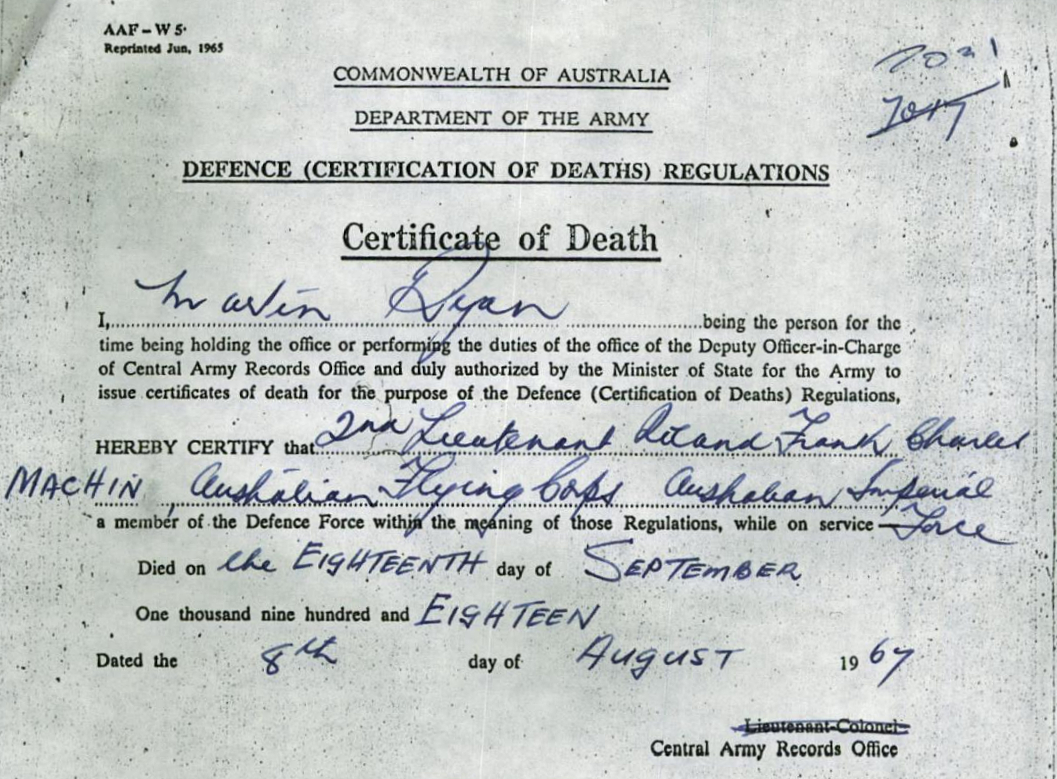 AAF – W 5·
Reprinted Jun, 1965
7021
7017
COMMONWEALTH OF AUSTRALIA
DEPARTMENT OF THE ARMY
DEFENCE (CERTIFICATION OF DEATHS) REGULATIONS
Certificate of Death
I, Martin Ryan being the person for the
time being holding the office or performing the duties of the office of the Deputy Officer-in-Charge
of Central Army Records Office and duly authorized by the Minister of State for the Army to
issue certificates of death for the purpose of the Defence (Certification of Deaths) Regulations,
HEREBY CERTIFY that 2nd Lieutenant Frank Charles
MACHIN Australian Flying Corps Australian Imperial
a member of the Defence Force within the meaning of those Regulations, while on service Force
Died on the EIGHTEENTH day of SEPTEMBER
One thousand nine hundred and EIGHTEEN
Dated the 8th day of AUGUST 1967
Lieutenant-Colonel
Central Army Records Office